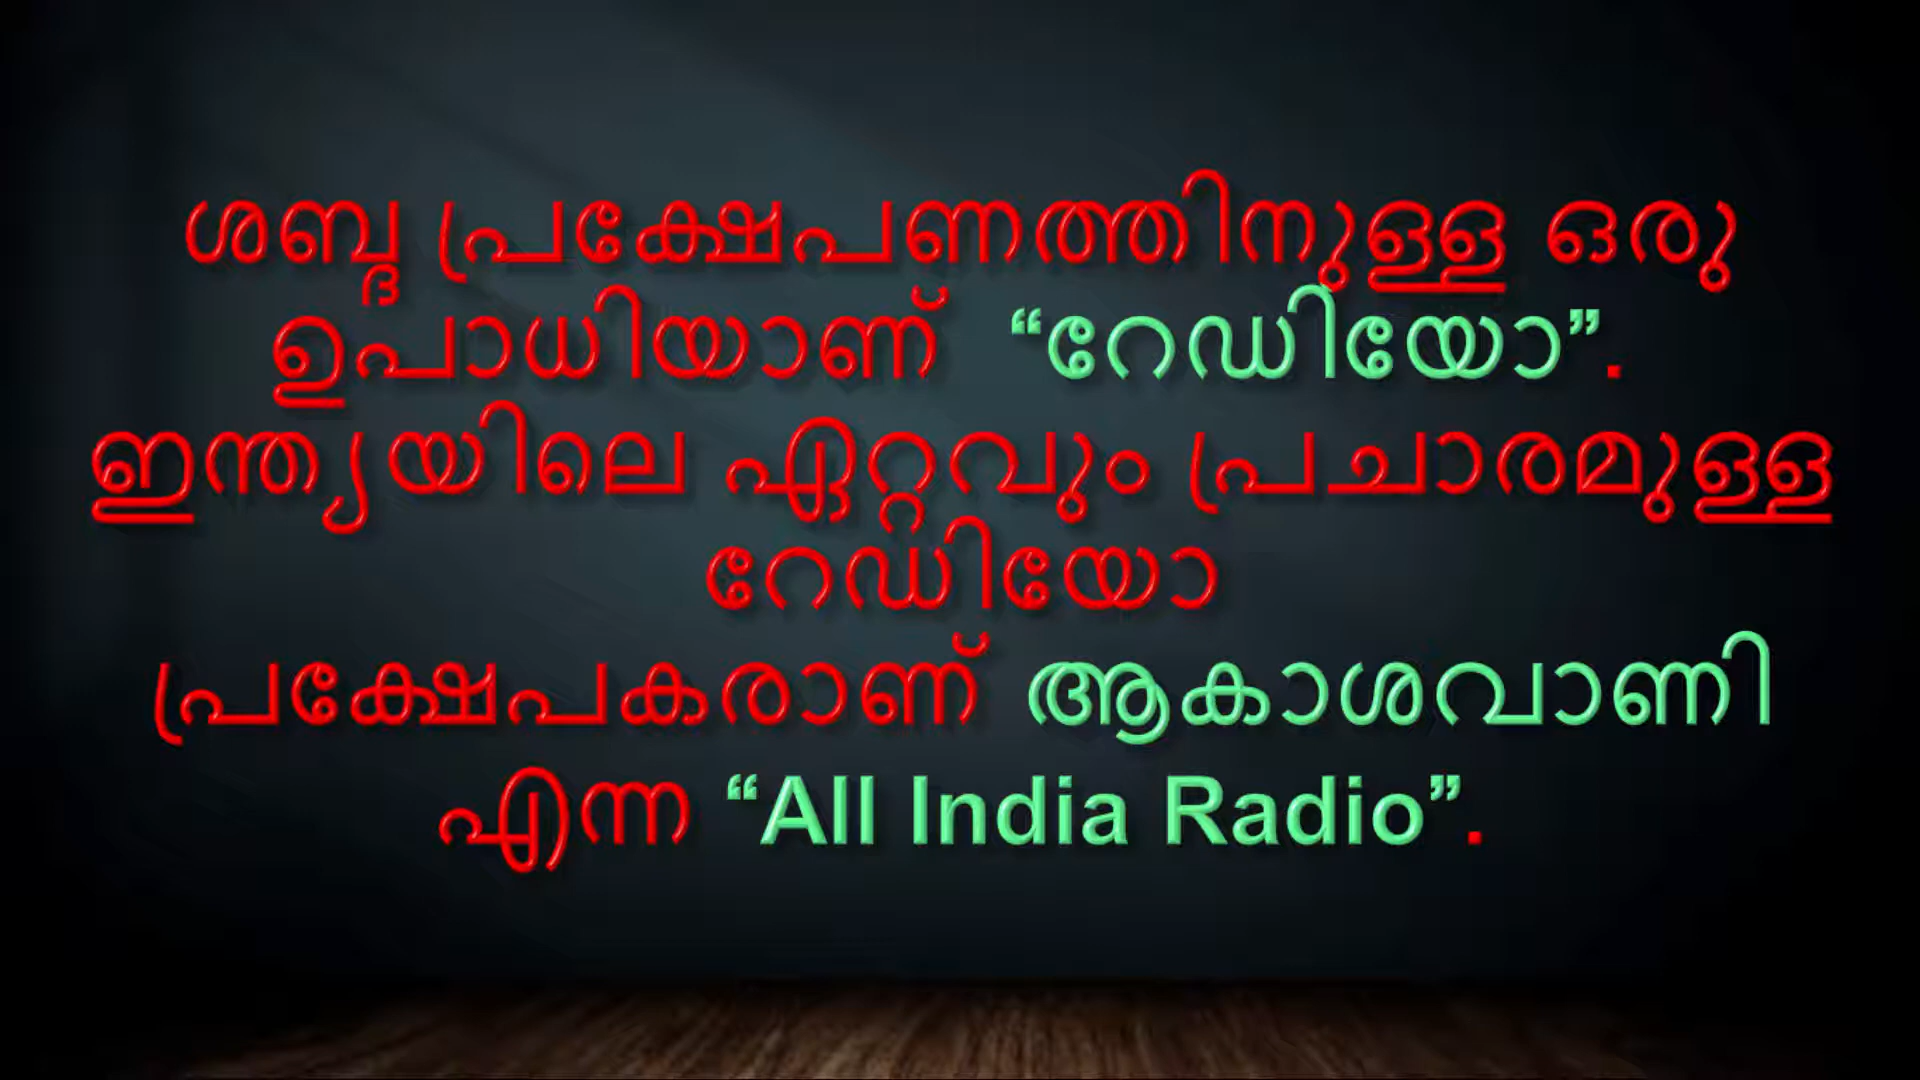 ശബ്ദ പ്രക്ഷേപണത്തിനുള്ള ഒരു
ഉപാധിയാണ് “റേഡിയോ”.
ഇന്ത്യയിലെ ഏറ്റവും പ്രചാരമുള്ള
റേഡിയോ
പ്രക്ഷേപകരാണ് ആകാശവാണി
എന്ന “All India Radio”.